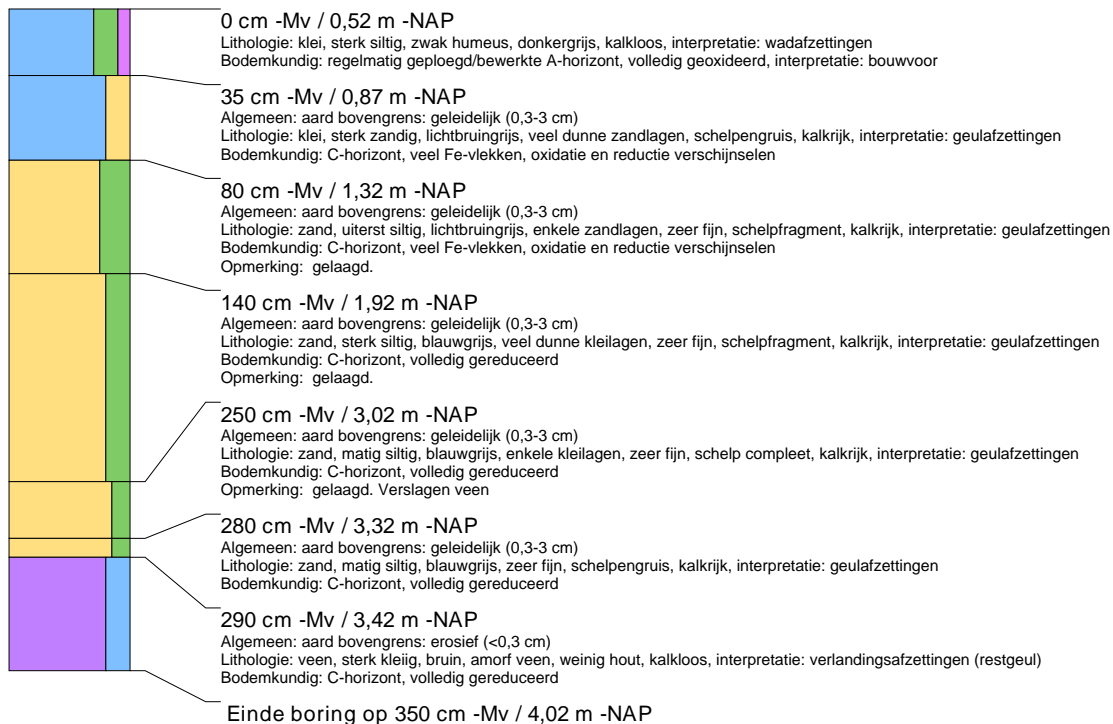 0 cm -Mv / 0,52 m -NAP
Lithologie: klei, sterk siltig, zwak humeus, donkergrijs, kalkloos, interpretatie: wadafzettingen
Bodemkundig: regelmatig geploegd/bewerkte A-horizont, volledig geoxideerd, interpretatie: bouwvoor
35 cm -Mv / 0,87 m -NAP
Algemeen: aard bovengrens: geleidelijk (0,3-3 cm)
Lithologie: klei, sterk zandig, lichtbruingrijs, veel dunne zandlagen, schelpengruis, kalkrijk, interpretatie: geulafzettingen
Bodemkundig: C-horizont, veel Fe-vlekken, oxidatie en reductie verschijnselen
80 cm -Mv / 1,32 m -NAP
Algemeen: aard bovengrens: geleidelijk (0,3-3 cm)
Lithologie: zand, uiterst siltig, lichtbruingrijs, enkele zandlagen, zeer fijn, schelpfragment, kalkrijk, interpretatie: geulafzettingen
Bodemkundig: C-horizont, veel Fe-vlekken, oxidatie en reductie verschijnselen
Opmerking: gelaagd.
140 cm -Mv / 1,92 m -NAP
Algemeen: aard bovengrens: geleidelijk (0,3-3 cm)
Lithologie: zand, sterk siltig, blauwgrijs, veel dunne kleilagen, zeer fijn, schelpfragment, kalkrijk, interpretatie: geulafzettingen
Bodemkundig: C-horizont, volledig gereduceerd
Opmerking: gelaagd.
250 cm -Mv / 3,02 m -NAP
Algemeen: aard bovengrens: geleidelijk (0,3-3 cm)
Lithologie: zand, matig siltig, blauwgrijs, enkele kleilagen, zeer fijn, schelp compleet, kalkrijk, interpretatie: geulafzettingen
Bodemkundig: C-horizont, volledig gereduceerd
Opmerking: gelaagd. Verslagen veen
280 cm -Mv / 3,32 m -NAP
Algemeen: aard bovengrens: geleidelijk (0,3-3 cm)
Lithologie: zand, matig siltig, blauwgrijs, zeer fijn, schelpengruis, kalkrijk, interpretatie: geulafzettingen
Bodemkundig: C-horizont, volledig gereduceerd
290 cm -Mv / 3,42 m -NAP
Algemeen: aard bovengrens: erosief (<0,3 cm)
Lithologie: veen, sterk kleiig, bruin, amorf veen, weinig hout, kalkloos, interpretatie: verlandingsafzettingen (restgeul)
Bodemkundig: C-horizont, volledig gereduceerd
Einde boring op 350 cm -Mv / 4,02 m -NAP